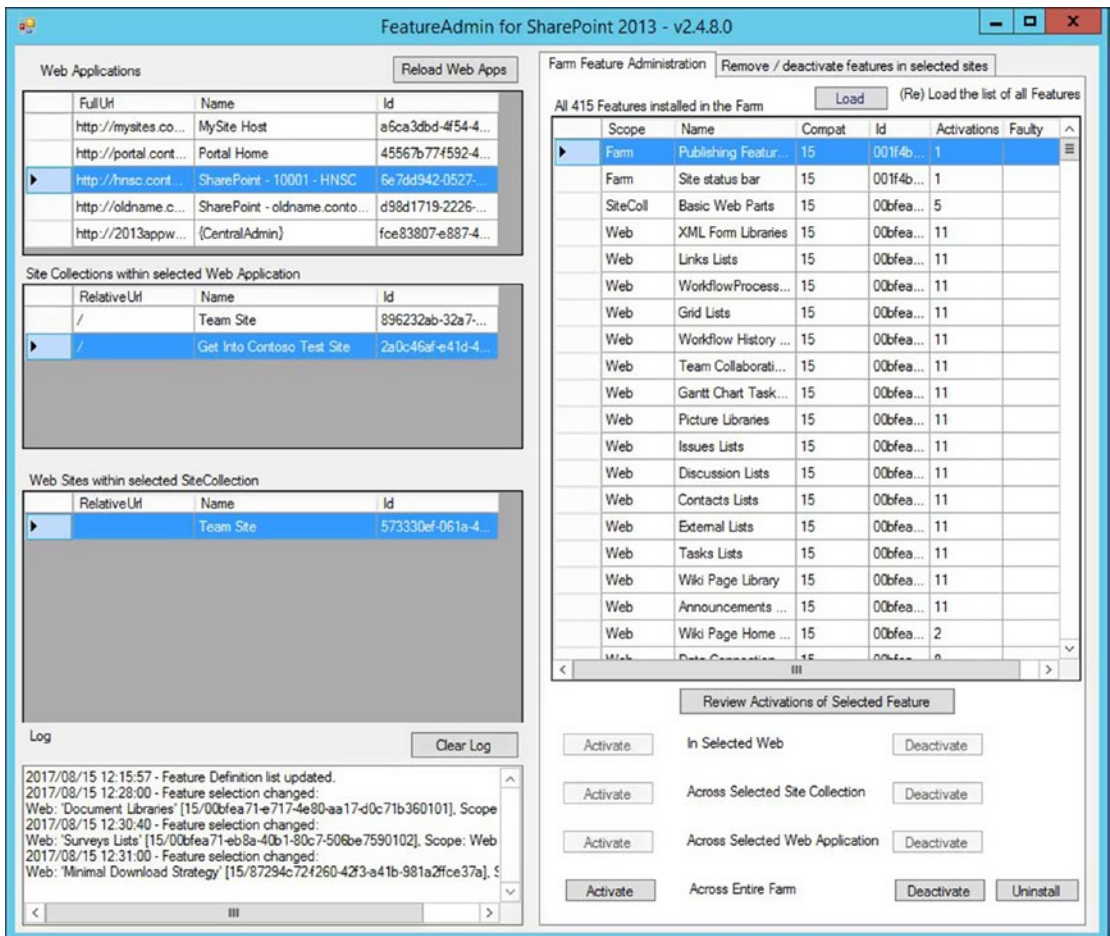 FeatureAdmin for SharePoint 2013 - v2.4.8.0
Web Applications
Reload Web Apps
FullUrl Name Id
http://mysites.co... MySite Host a6ca3dbd-4f54-4...
http://portal.cont... Portal Home 45567b77-f592-4...
http://hnsc.cont... SharePoint - 10001 - HNSC 6e7dd942-0527-...
http://oldname.c... SharePoint - oldname.conto... d98d1719-2226-...
http://2013appw... {CentralAdmin} fce83807-e887-4...
Site Collections within selected Web Application
RelativeUrl Name Id
/ Team Site 896232ab-32a7-...
/ Get Into Contoso Test Site 2a0c46af-e41d-4...
Web Sites within selected SiteCollection
RelativeUrl Name Id
Team Site 573330ef-061a-4...
Log
Clear Log
2017/08/15 12:15:57 - Feature Definition list updated.
2017/08/15 12:28:00 - Feature selection changed:
Web: 'Document Libraries' [15/00bfea71-e717-4e80-aa17-d0c71b360101], Scope
2017/08/15 12:30:40 - Feature selection changed:
Web: 'Surveys Lists' [15/00bfea71-eb8a-40b1-80c7-506be7590102], Scope: Web
2017/08/15 12:31:00 - Feature selection changed:
Web: 'Minimal Download Strategy' [15/87294c72-f260-42f3-a41b-981a2ffce37a], S
Farm Feature Administration
Remove / deactivate features in selected sites
All 415 Features installed in the Farm
Load
(Re) Load the list of all Features
Scope Name Compat Id Activations Faulty
Farm Publishing Featur... 15 001f4b... 1
Farm Site status bar 15 001f4b... 1
SiteColl Basic Web Parts 15 00bfea... 5
Web XML Form Libraries 15 00bfea... 11
Web Links Lists 15 00bfea... 11
Web WorkflowProcess... 15 00bfea... 11
Web Grid Lists 15 00bfea... 11
Web Workflow History ... 15 00bfea... 11
Web Team Collaborati... 15 00bfea... 11
Web Gantt Chart Task... 15 00bfea... 11
Web Picture Libraries 15 00bfea... 11
Web Issues Lists 15 00bfea... 11
Web Discussion Lists 15 00bfea... 11
Web Contacts Lists 15 00bfea... 11
Web External Lists 15 00bfea... 11
Web Tasks Lists 15 00bfea... 11
Web Wiki Page Library 15 00bfea... 11
Web Announcements ... 15 00bfea... 11
Web Wiki Page Home ... 15 00bfea... 2
Review Activations of Selected Feature
Activate In Selected Web Deactivate
Activate Across Selected Site Collection Deactivate
Activate Across Selected Web Application Deactivate
Activate Across Entire Farm Deactivate Uninstall